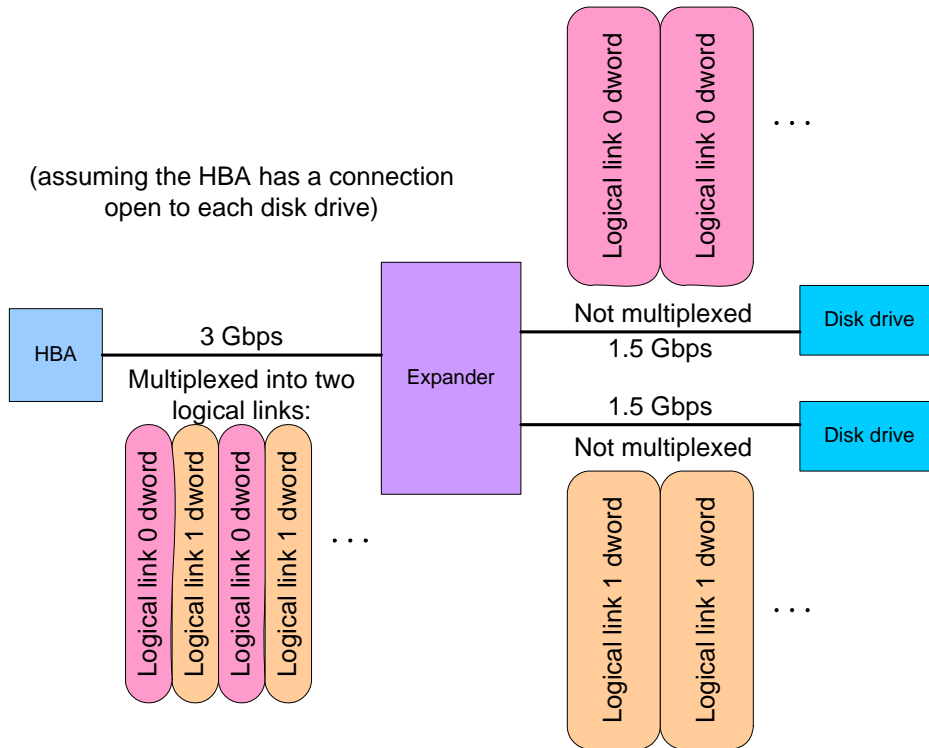 (assuming the HBA has a connection
open to each disk drive)
HBA
3 Gbps
Multiplexed into two
logical links:
Logical link 0 dword
Logical link 1 dword
Logical link 0 dword
Logical link 1 dword
...
Expander
Logical link 0 dword
Logical link 0 dword
...
Not multiplexed
1.5 Gbps
Disk drive
1.5 Gbps
Not multiplexed
Disk drive
Logical link 1 dword
Logical link 1 dword
...